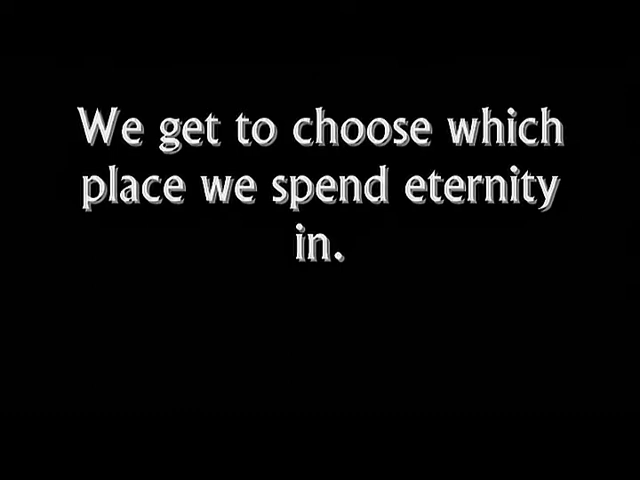 We get to choose which
place we spend eternity
in.